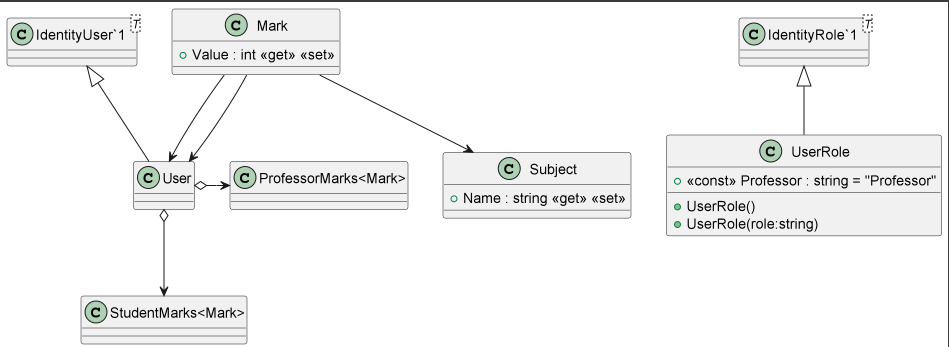 C IdentityUser`1 T
C Mark
Value : int «get» «set»
C IdentityRole`1 T
C User
C ProfessorMarks<Mark>
C Subject
Name : string «get» «set»
C UserRole
«const» Professor : string = "Professor"
UserRole()
UserRole(role:string)
C StudentMarks<Mark>